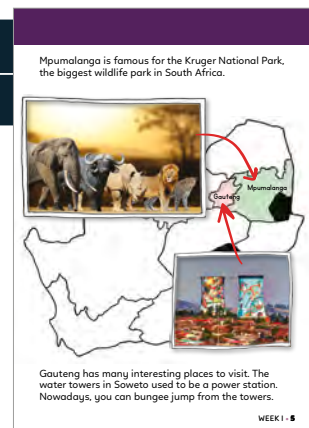 Mpumalanga is famous for the Kruger National Park,
the biggest wildlife park in South Africa.
Mpumalanga
Gauteng
Gauteng has many interesting places to visit. The
water towers in Soweto used to be a power station.
Nowadays, you can bungee jump from the towers.
WEEK 1 • 5